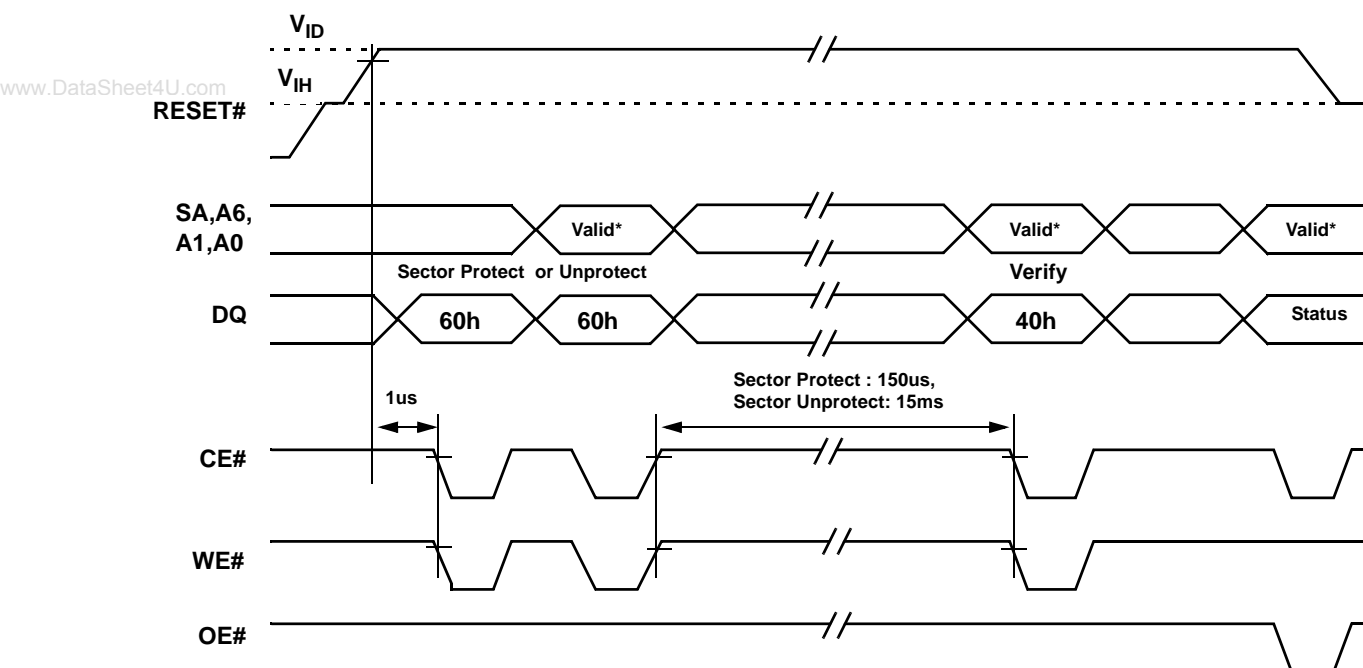 VID
www.DataSheet4U.com
VIH
RESET#
SA,A6,
A1,A0
Valid*
Valid*
Valid*
Sector Protect or Unprotect
Verify
DQ
60h
60h
40h
Status
Sector Protect : 150us,
Sector Unprotect: 15ms
1us
CE#
WE#
OE#